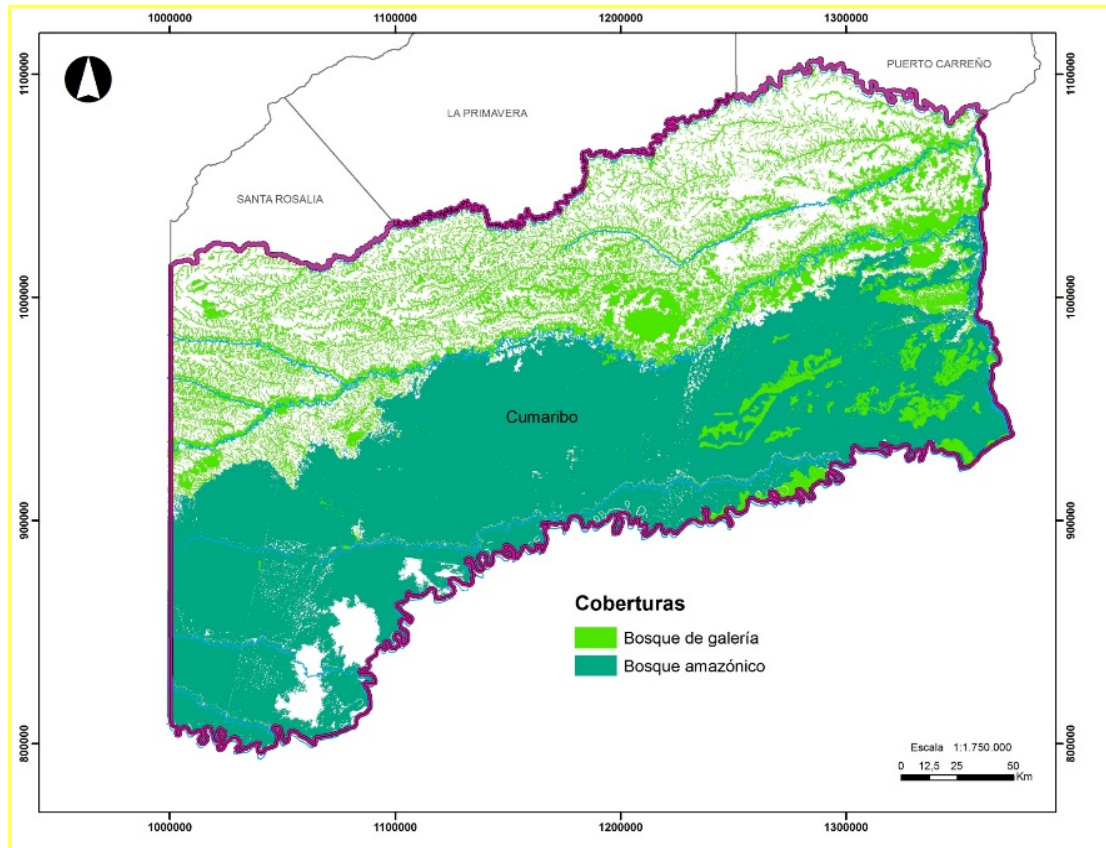 1000000 1100000 1200000 1300000
1100000 1100000
PUERTO CARREÑO
LA PRIMAVERA
SANTA ROSALIA
1000000 1000000
Cumaribo
900000 900000
Coberturas
Bosque de galería
Bosque amazónico
800000 800000
Escala 1:1.750.000
0 12,5 25 50
Km
1000000 1100000 1200000 1300000